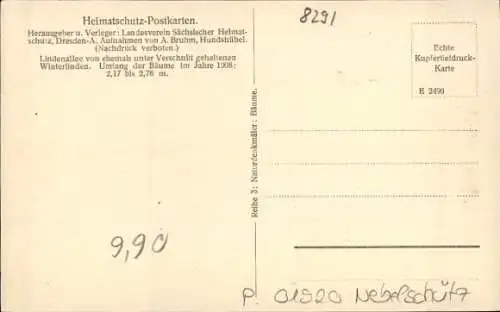 Heimatschutz-Postkarten.
Herausgeber u. Verleger: Landesverein Sächsischer Heimat-
schutz, Dresden-A. Aufnahmen von A. Bruhm, Hundshübel.
(Nachdruck verboten.)
Lindenallee von ehemals unter Verschnitt gehaltenen
Winterlinden. Umfang der Bäume im Jahre 1908:
2,17 bis 2,76 m.
8291
Echte
Kupfertiefdruck-
Karte
E 2490
Reihe 3: Naturdenkmäler: Bäume.
9,90
P. 01920 Nebelschütz